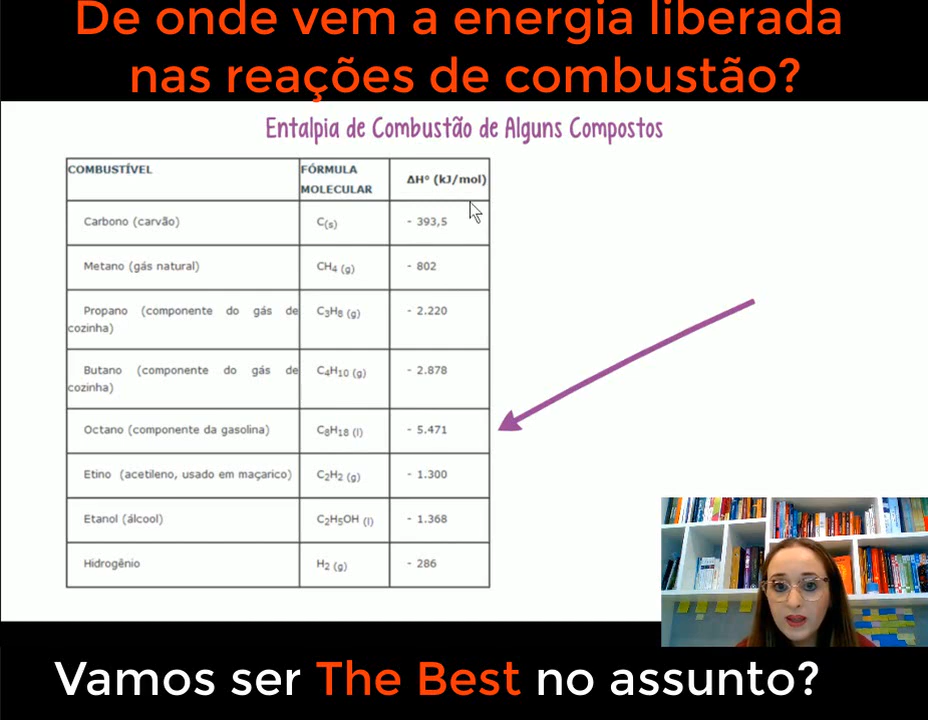 De onde vem a energia liberada
nas reações de combustão?
Entalpia de Combustão de Alguns Compostos
COMBUSTÍVEL FÓRMULA MOLECULAR ΔH° (kJ/mol)
Carbono (carvão) C(s) - 393,5
Metano (gás natural) CH₄ (g) - 802
Propano (componente do gás de cozinha) C₃H₈ (g) - 2.220
Butano (componente do gás de cozinha) C₄H₁₀ (g) - 2.878
Octano (componente da gasolina) C₈H₁₈ (l) - 5.471
Etino (acetileno, usado em maçarico) C₂H₂ (g) - 1.300
Etanol (álcool) C₂H₅OH (l) - 1.368
Hidrogênio H₂ (g) - 286
Vamos ser The Best no assunto?